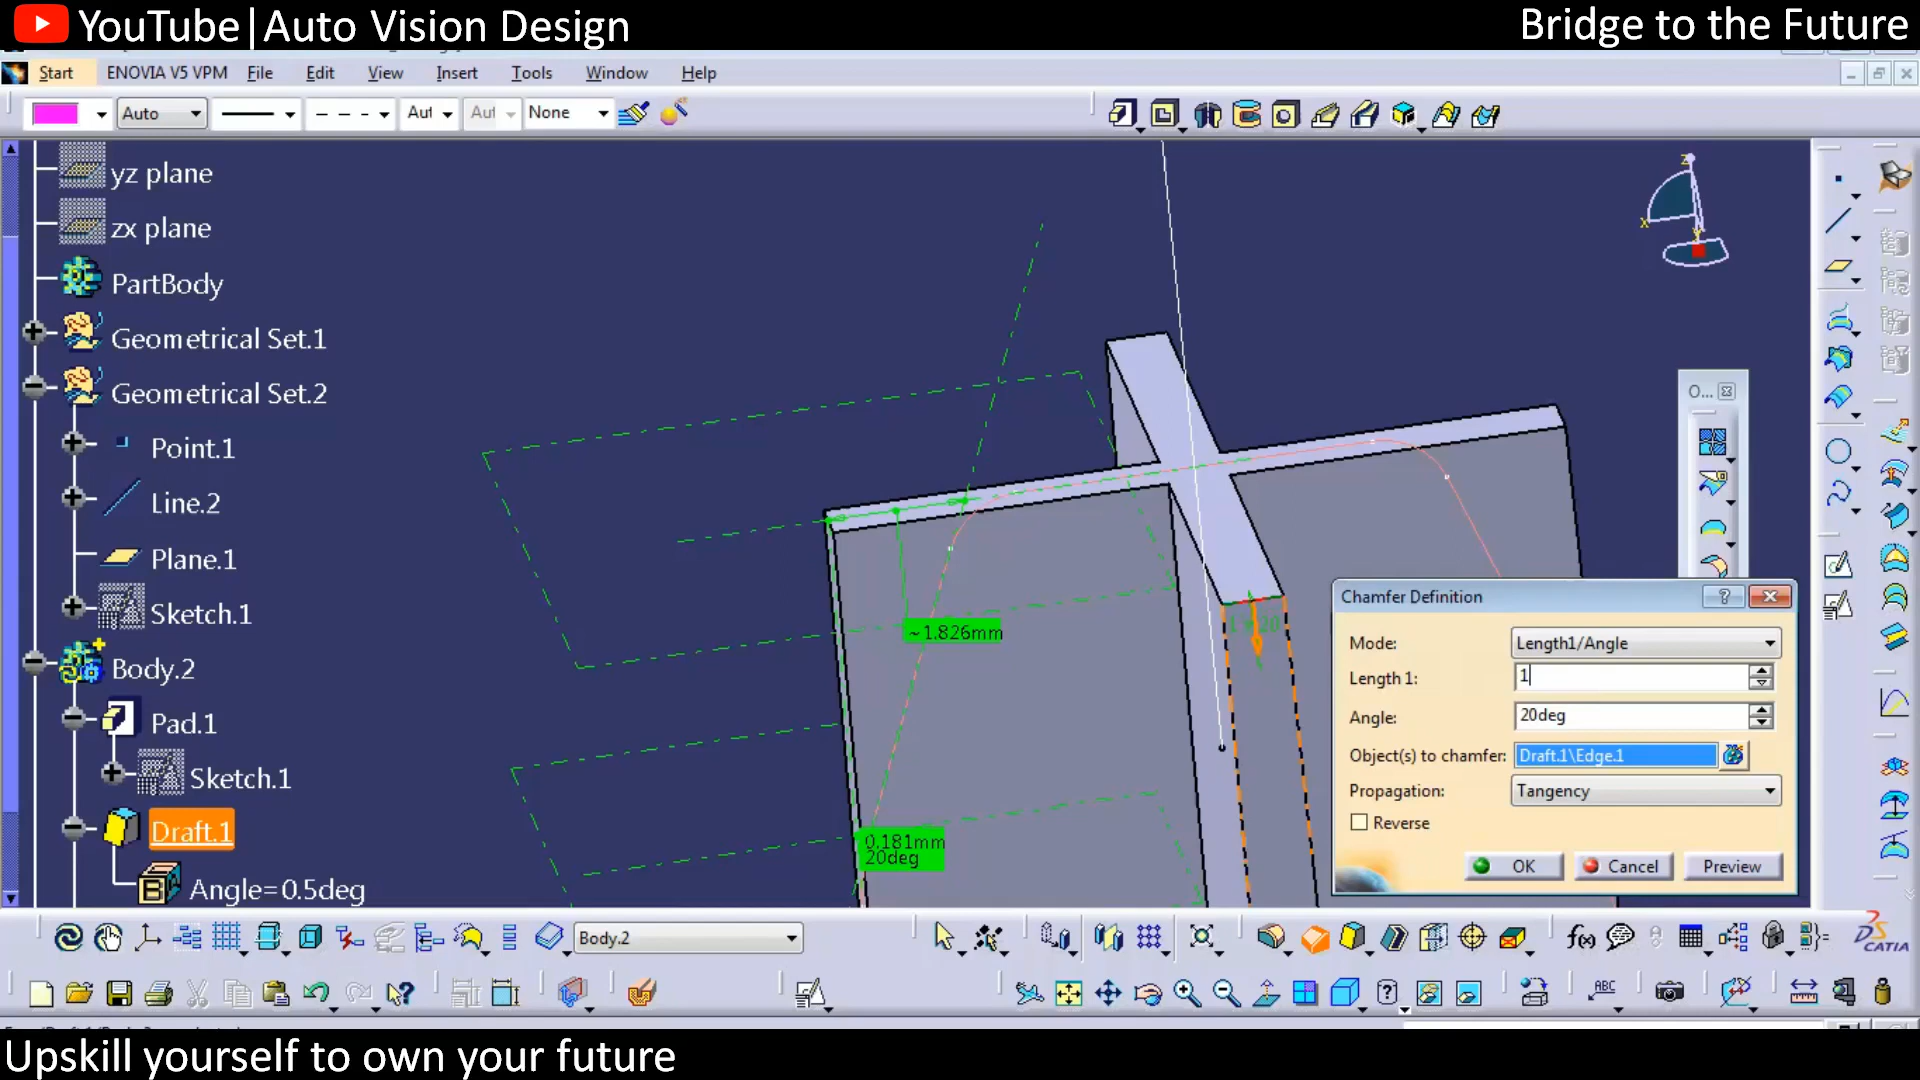 YouTube|Auto Vision Design
Bridge to the Future
Start ENOVIA V5 VPM File Edit View Insert Tools Window Help
Auto Aut Aut None
yz plane
zx plane
PartBody
Geometrical Set.1
Geometrical Set.2
Point.1
Line.2
Plane.1
Sketch.1
Body.2
Pad.1
Sketch.1
Draft.1
Angle=0.5deg
z
x
~1.826mm
0.181mm
20deg
O...
Chamfer Definition
Mode: Length1/Angle
Length 1: 1
Angle: 20deg
Object(s) to chamfer: Draft.1\Edge.1
Propagation: Tangency
Reverse
OK Cancel Preview
Body.2
f(x)
CATIA
ABC
Upskill yourself to own your future